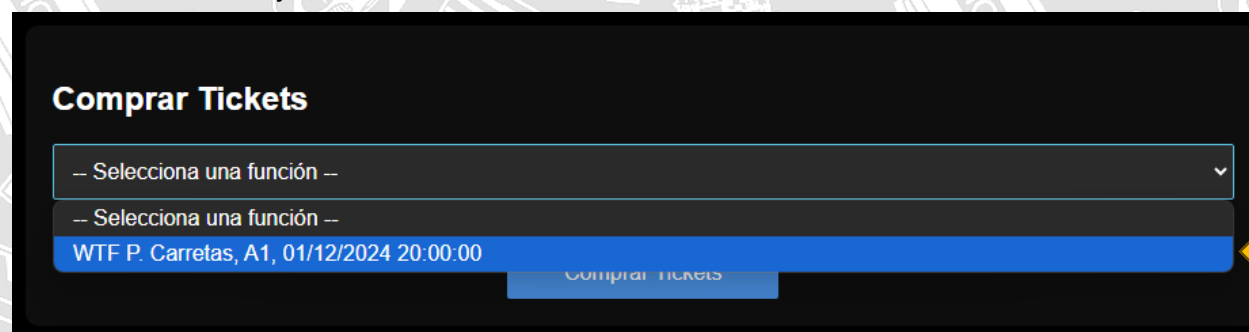 Comprar Tickets
-- Selecciona una función --
-- Selecciona una función --
WTF P. Carretas, A1, 01/12/2024 20:00:00
Comprar Tickets